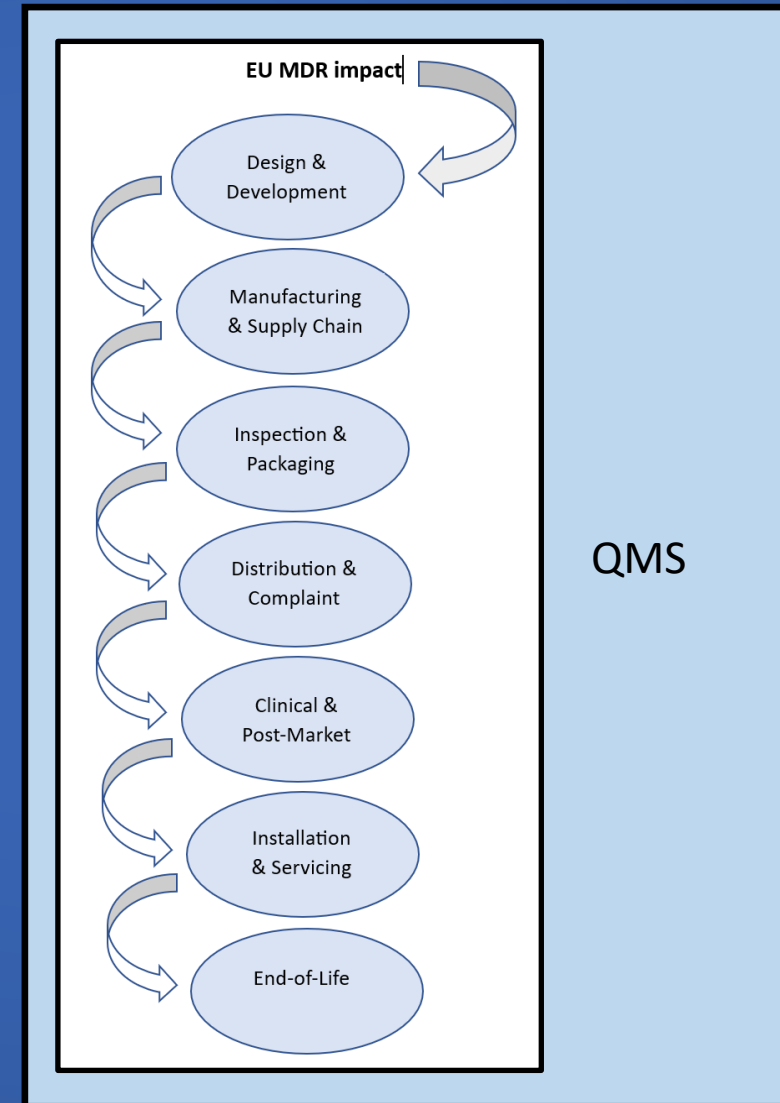 EU MDR impact
Design &
Development
Manufacturing
& Supply Chain
Inspection &
Packaging
Distribution &
Complaint
QMS
Clinical &
Post-Market
Installation
& Servicing
End-of-Life